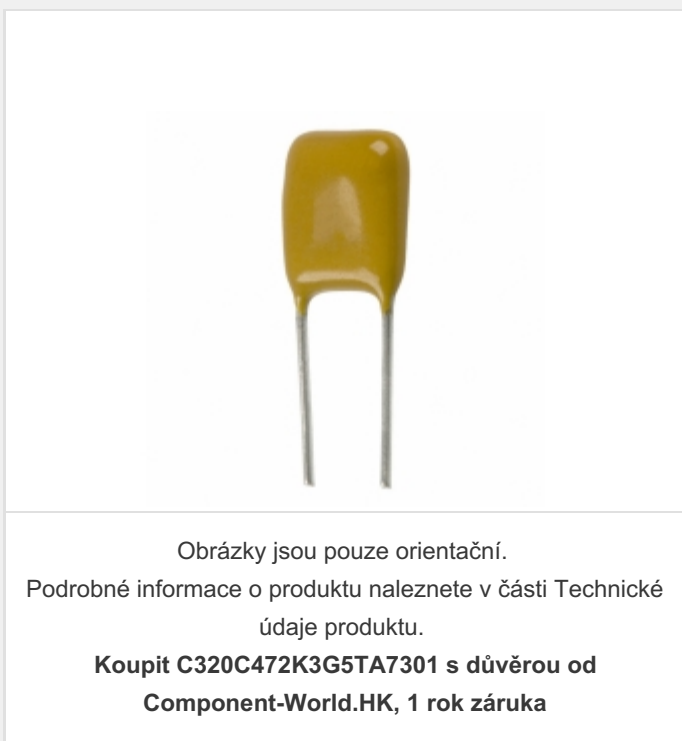 Obrázky jsou pouze orientační.
Podrobné informace o produktu naleznete v části Technické
údaje produktu.
Koupit C320C472K3G5TA7301 s důvěrou od
Component-World.HK, 1 rok záruka